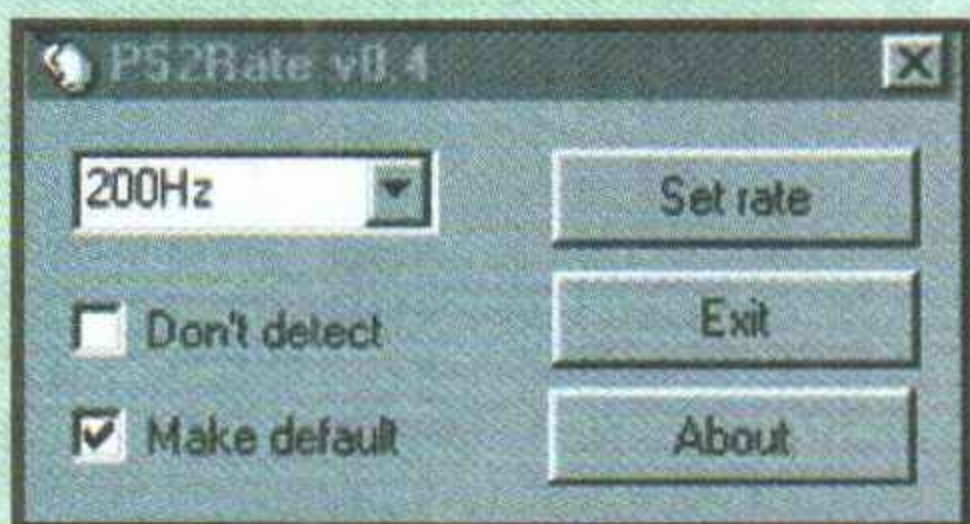 PS2Rate v0.4
200Hz
Set rate
Don't detect
Exit
Make default
About